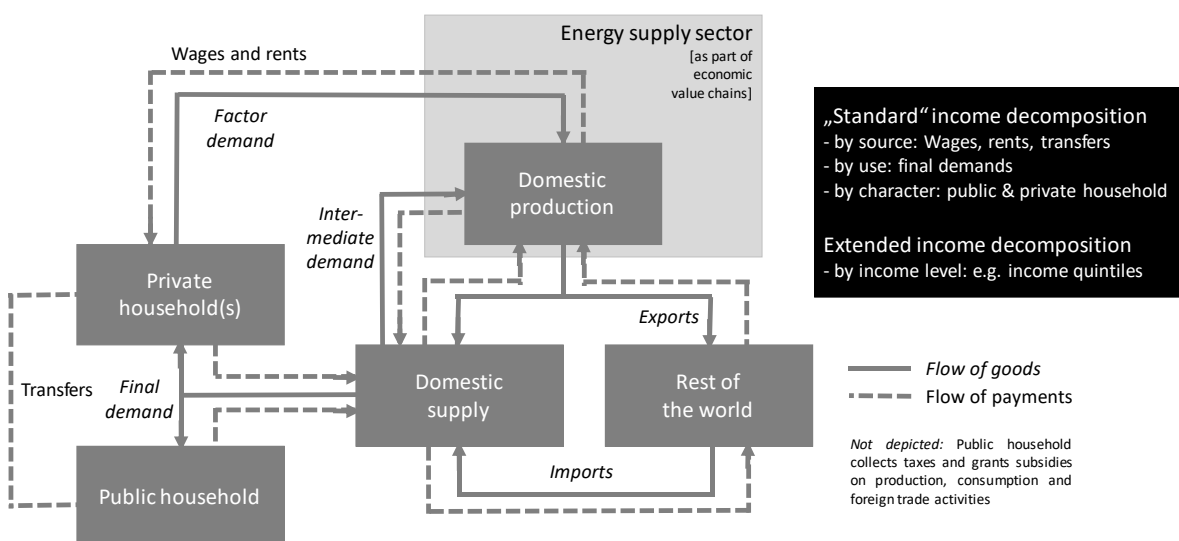 Energy supply sector
[as part of
economic
value chains]
Wages and rents
Factor
demand
Domestic
production
Inter-
mediate
demand
Private
household(s)
Exports
Transfers
Final
demand
Domestic
supply
Rest of
the world
Public household
Imports
„Standard“ income decomposition
- by source: Wages, rents, transfers
- by use: final demands
- by character: public & private household
Extended income decomposition
- by income level: e.g. income quintiles
Flow of goods
Flow of payments
Not depicted: Public household
collects taxes and grants subsidies
on production, consumption and
foreign trade activities